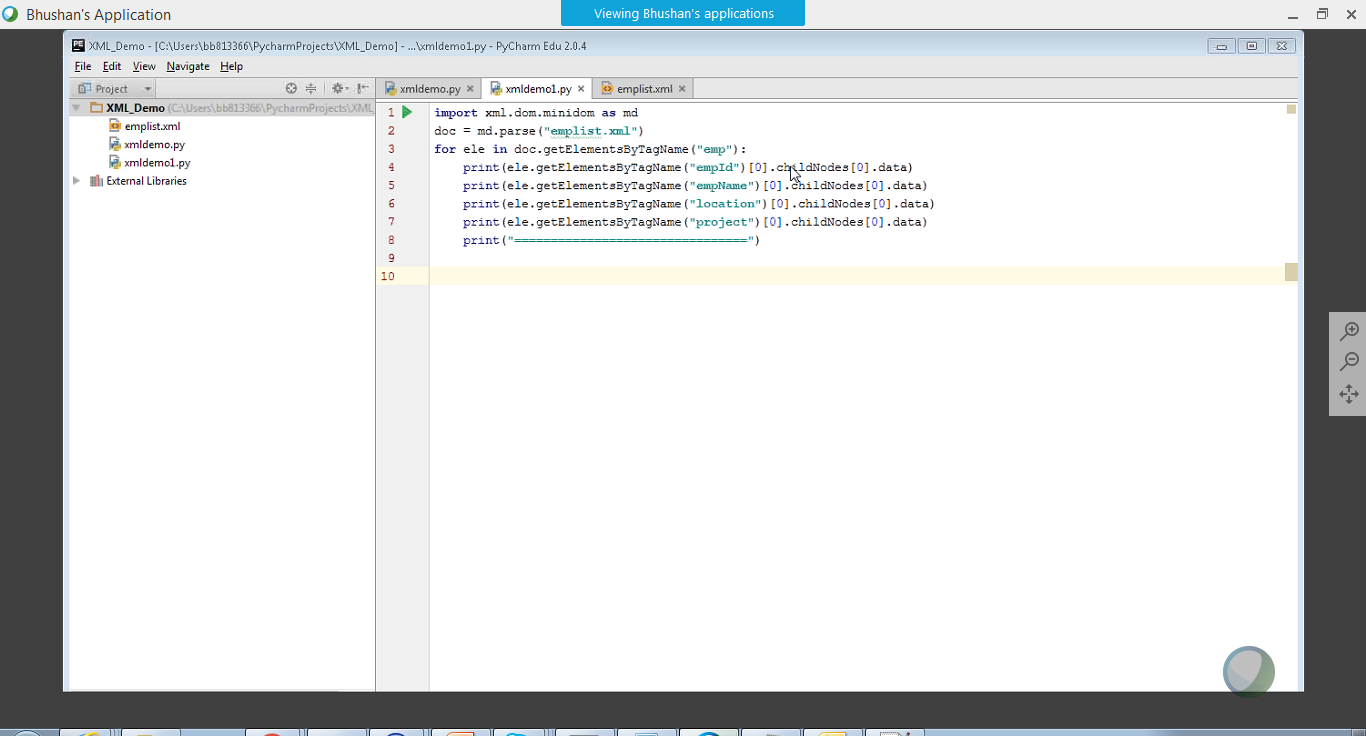 Bhushan's Application
Viewing Bhushan's applications
XML_Demo - [C:\Users\bb813366\PycharmProjects\XML_Demo] - ...\xmldemo1.py - PyCharm Edu 2.0.4
File Edit View Navigate Help
Project
xmldemo.py xmldemo1.py emplist.xml
XML_Demo (C:\Users\bb813366\PycharmProjects\XML_
emplist.xml
xmldemo.py
xmldemo1.py
External Libraries
1 import xml.dom.minidom as md
2 doc = md.parse("emplist.xml")
3 for ele in doc.getElementsByTagName("emp"):
4 print(ele.getElementsByTagName("empId")[0].childNodes[0].data)
5 print(ele.getElementsByTagName("empName")[0].childNodes[0].data)
6 print(ele.getElementsByTagName("location")[0].childNodes[0].data)
7 print(ele.getElementsByTagName("project")[0].childNodes[0].data)
8 print("================================")
9
10